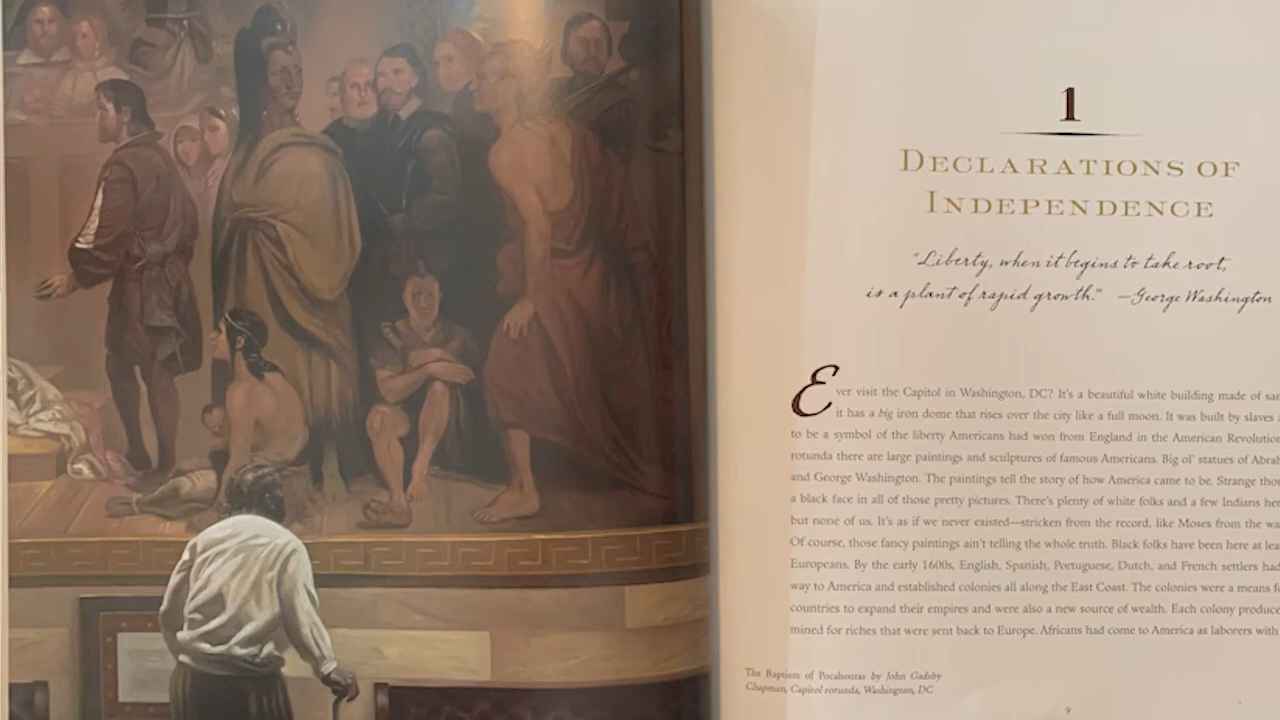 1
DECLARATIONS OF
INDEPENDENCE
"Liberty, when it begins to take root,
is a plant of rapid growth." —George Washington
Ever visit the Capitol in Washington, DC? It's a beautiful white building made of
it has a big iron dome that rises over the city like a full moon. It was built by slaves
to be a symbol of the liberty Americans had won from England in the American Revolution
rotunda there are large paintings and sculptures of famous Americans. Big ol' statues of
and George Washington. The paintings tell the story of how America came to be. Strange
a black face in all of those pretty pictures. There's plenty of white folks and a few Indians
but none of us. It's as if we never existed—stricken from the record, like Moses from the
Of course, those fancy paintings ain't telling the whole truth. Black folks have been here at
Europeans. By the early 1600s, English, Spanish, Portuguese, Dutch, and French settlers had
way to America and established colonies all along the East Coast. The colonies were a means
countries to expand their empires and were also a new source of wealth. Each colony
mined for riches that were sent back to Europe. Africans had come to America as laborers with
The Baptism of Pocahontas by John Gadsby
Chapman, Capitol rotunda, Washington, DC
9